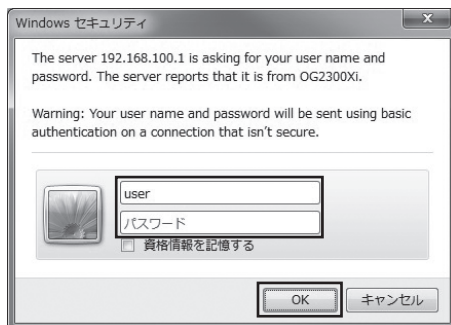 Windows セキュリティ
x
The server 192.168.100.1 is asking for your user name and
password. The server reports that it is from OG2300Xi.
Warning: Your user name and password will be sent using basic
authentication on a connection that isn't secure.
user
パスワード
資格情報を記憶する
OK キャンセル